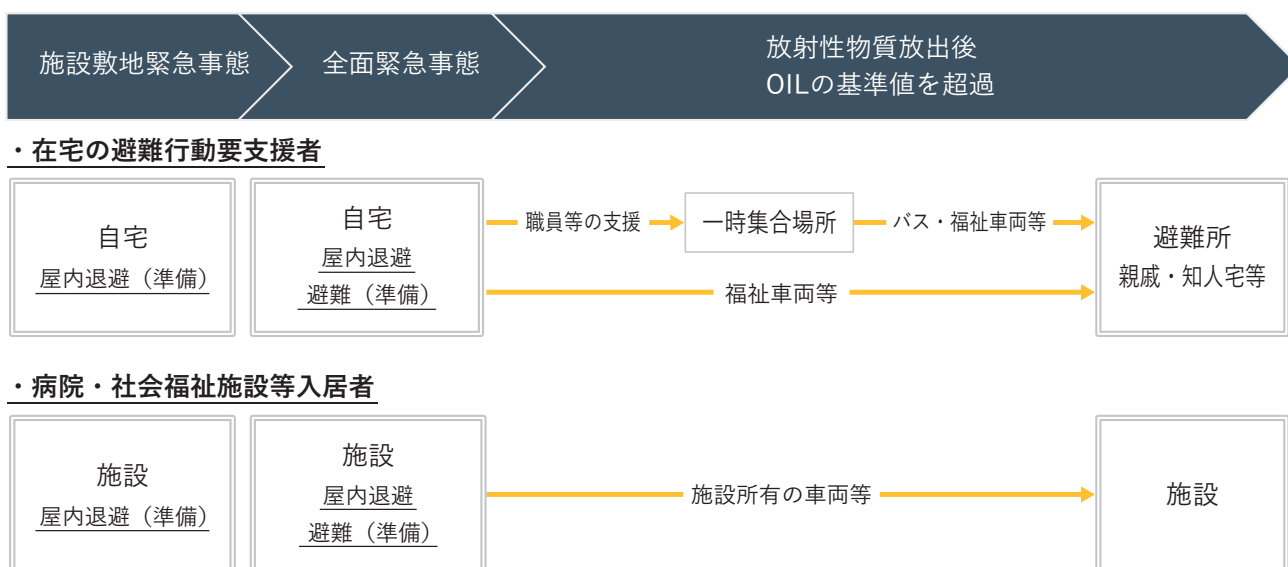 施設敷地緊急事態
全面緊急事態
放射性物質放出後
OILの基準値を超過
・在宅の避難行動要支援者
自宅
屋内退避（準備）
自宅
屋内退避
避難（準備）
職員等の支援
一時集合場所
バス・福祉車両等
福祉車両等
避難所
親戚・知人宅等
・病院・社会福祉施設等入居者
施設
屋内退避（準備）
施設
屋内退避
避難（準備）
施設所有の車両等
施設